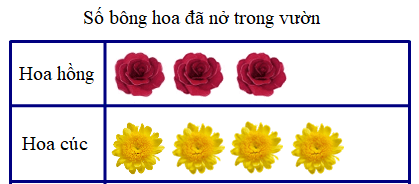 Số bông hoa đã nở trong vườn
Hoa hồng
Hoa cúc